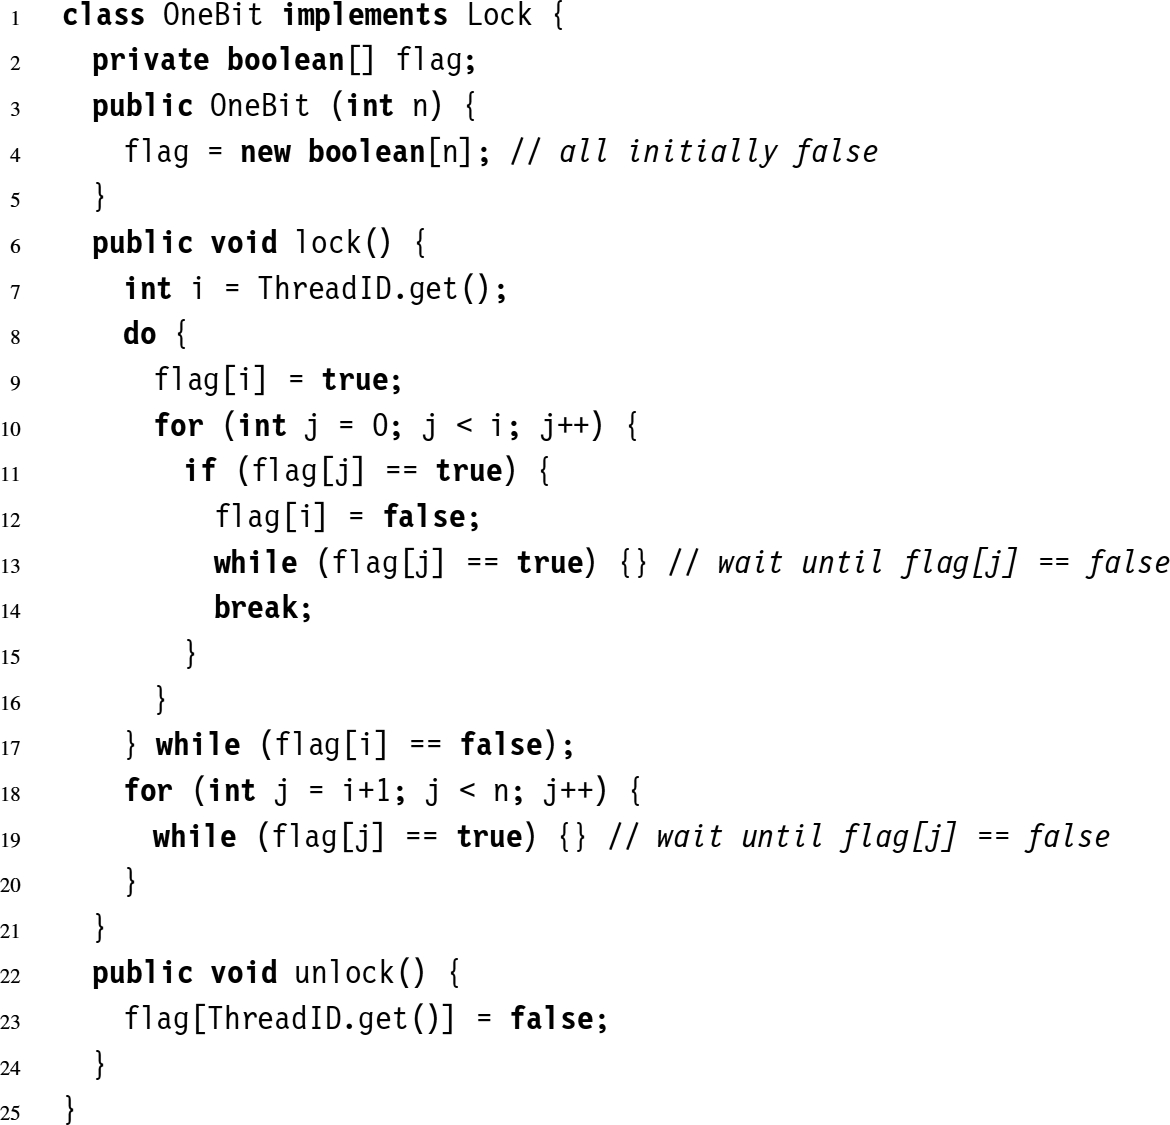 1 class OneBit implements Lock {
2 private boolean[] flag;
3 public OneBit (int n) {
4 flag = new boolean[n]; // all initially false
5 }
6 public void lock() {
7 int i = ThreadID.get();
8 do {
9 flag[i] = true;
10 for (int j = 0; j < i; j++) {
11 if (flag[j] == true) {
12 flag[i] = false;
13 while (flag[j] == true) {} // wait until flag[j] == false
14 break;
15 }
16 }
17 } while (flag[i] == false);
18 for (int j = i+1; j < n; j++) {
19 while (flag[j] == true) {} // wait until flag[j] == false
20 }
21 }
22 public void unlock() {
23 flag[ThreadID.get()] = false;
24 }
25 }